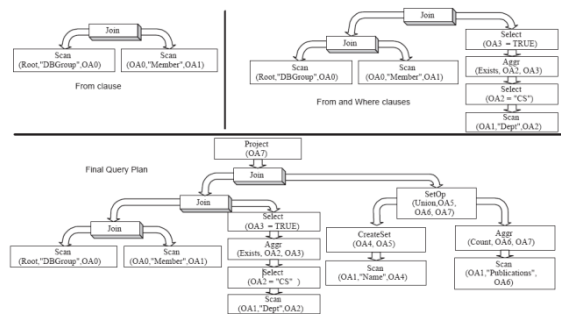 Join
Scan
(Root,"DBGroup",OA0)
Scan
(OA0,"Member",OA1)
From clause
Join
Join
Scan
(Root,"DBGroup",OA0)
Scan
(OA0,"Member",OA1)
Select
(OA3 = TRUE)
Aggr
(Exists, OA2, OA3)
Select
(OA2 = "CS")
Scan
(OA1,"Dept",OA2)
From and Where clauses
Final Query Plan
Project
(OA7)
Join
Join
Join
Scan
(Root,"DBGroup",OA0)
Scan
(OA0,"Member",OA1)
Select
(OA3 = TRUE)
Aggr
(Exists, OA2, OA3)
Select
(OA2 = "CS" )
Scan
(OA1,"Dept",OA2)
SetOp
(Union,OA5,
OA6, OA7)
CreateSet
(OA4, OA5)
Scan
(OA1,"Name",OA4)
Aggr
(Count, OA6, OA7)
Scan
(OA1,"Publications",
OA6)